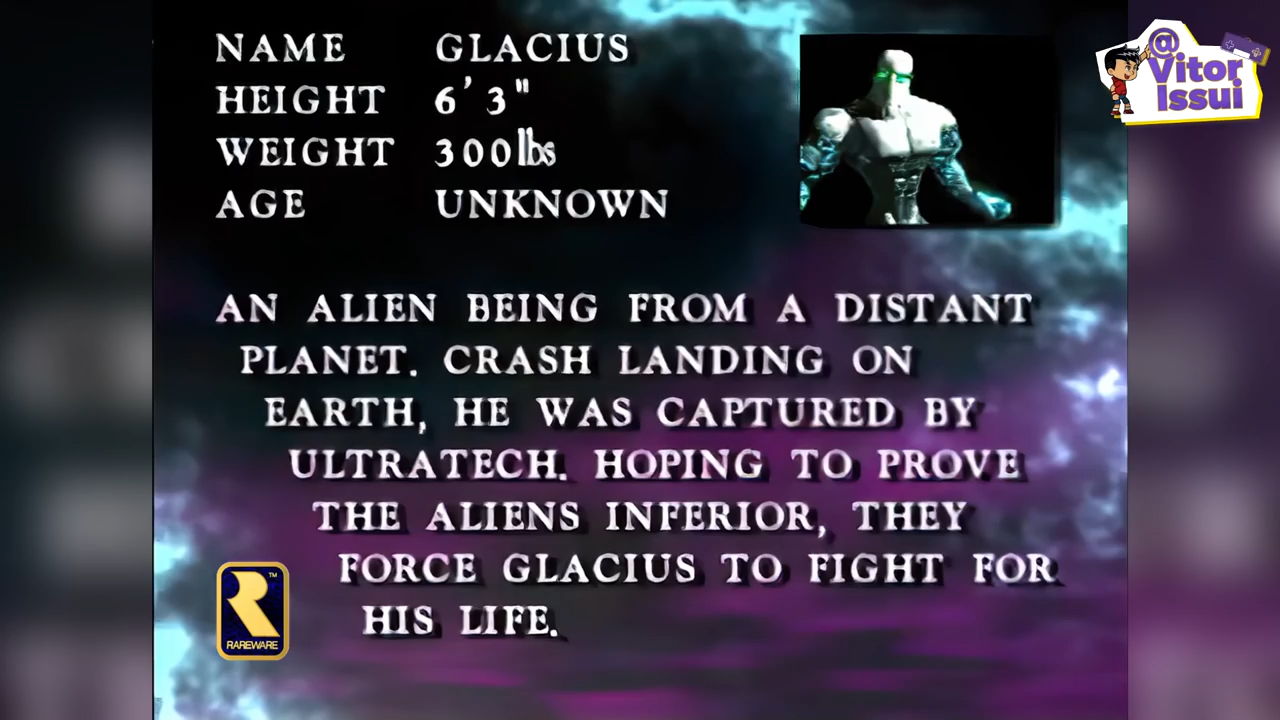 NAME GLACIUS
HEIGHT 6'3"
WEIGHT 300lbs
AGE UNKNOWN
@
Vitor
Issui
AN ALIEN BEING FROM A DISTANT
PLANET. CRASH LANDING ON
EARTH, HE WAS CAPTURED BY
ULTRATECH. HOPING TO PROVE
THE ALIENS INFERIOR, THEY
FORCE GLACIUS TO FIGHT FOR
HIS LIFE.
R™
RAREWARE